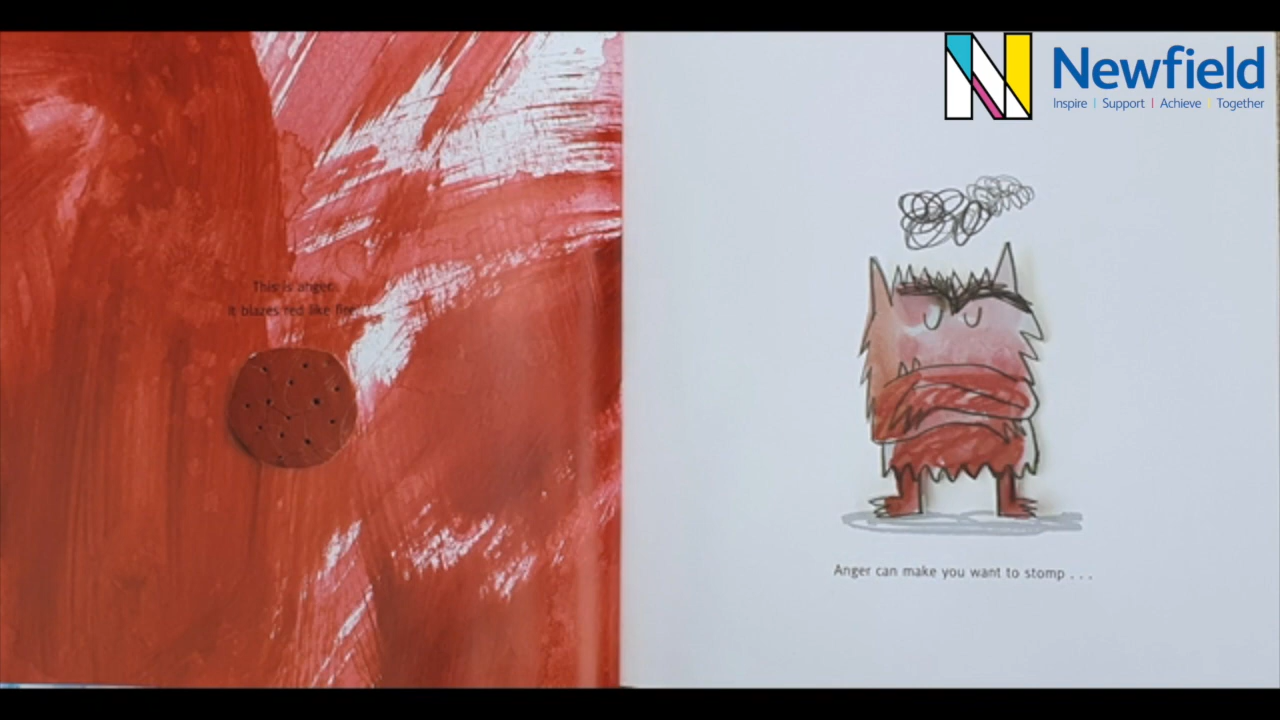 This is anger.
It blazes red like fire
Newfield
Inspire | Support | Achieve | Together
Anger can make you want to stomp . . .